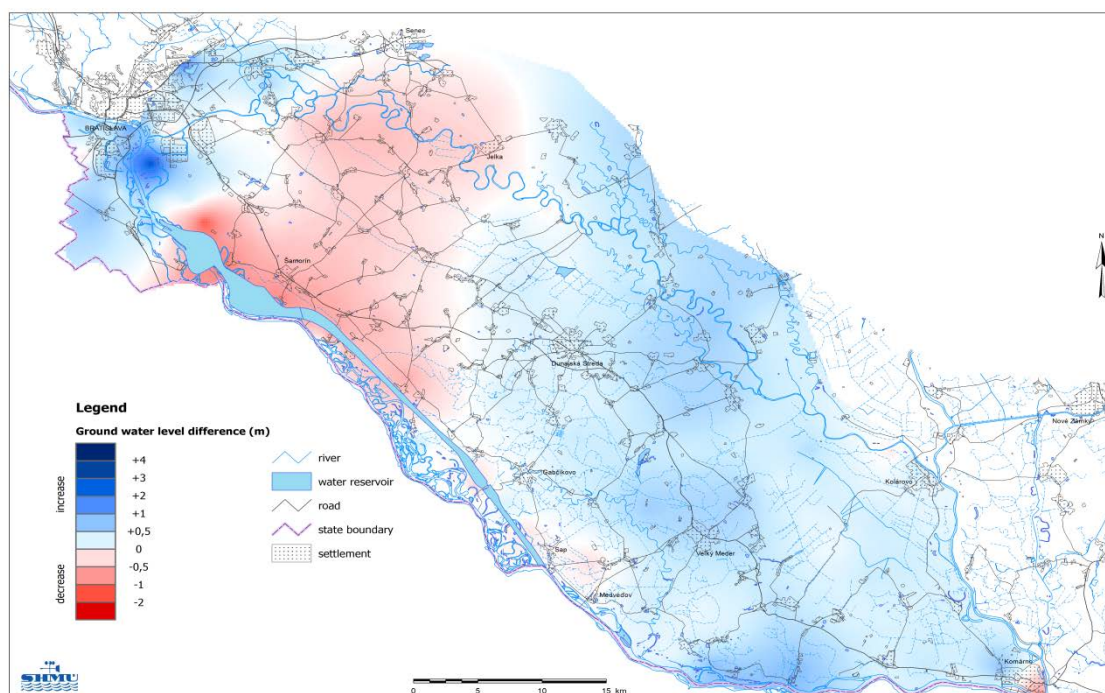 Senec
BRATISLAVA
Jelka
N
Šamorín
Dunajská Streda
Nové Zámky
Legend
Ground water level difference (m)
increase
decrease
+4
+3
+2
+1
+0,5
0
-0,5
-1
-2
river
water reservoir
road
state boundary
settlement
Gabčíkovo
Kolárovo
Sap
Veľký Meder
Medveďov
Komárno
SHMÚ
0 5 10 15 km